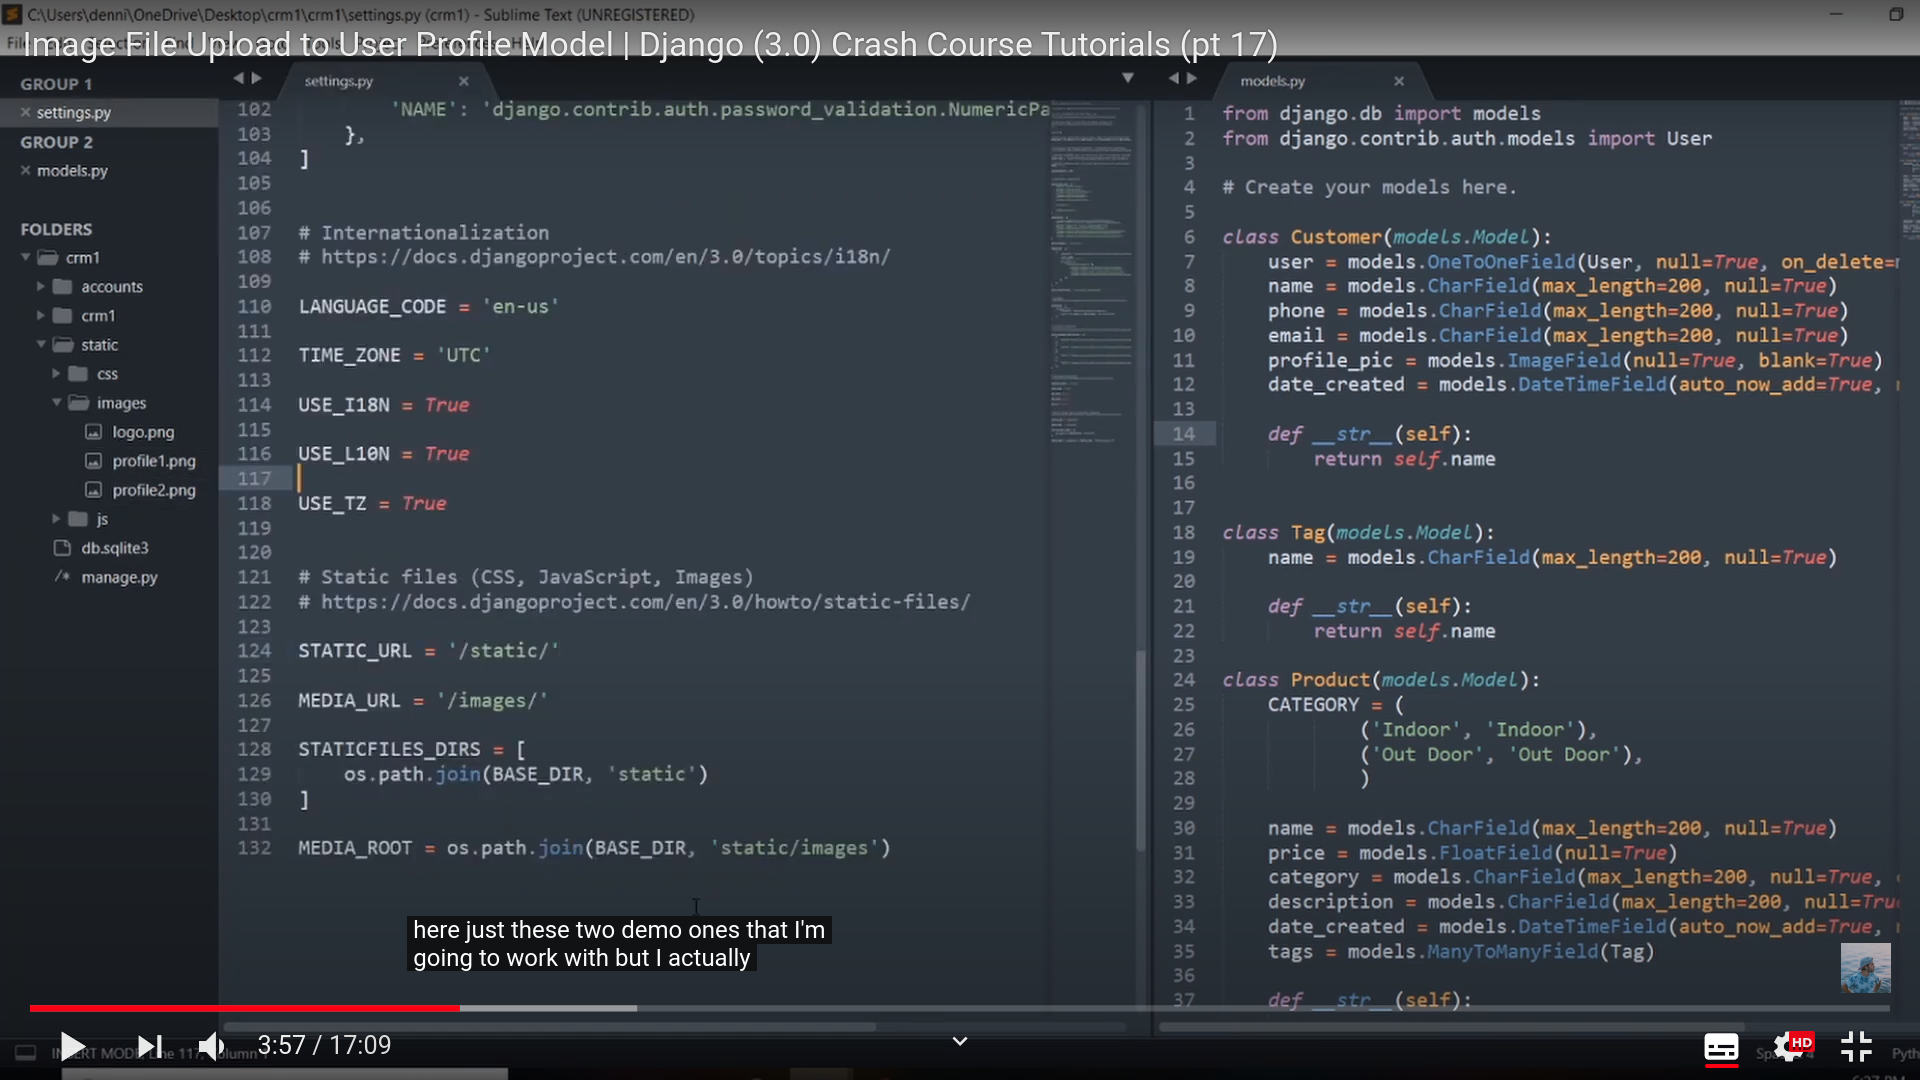 C:\Users\denni\OneDrive\Desktop\crm1\crm1\settings.py (crm1) - Sublime Text (UNREGISTERED)
Image File Upload to User Profile Model | Django (3.0) Crash Course Tutorials (pt 17)
GROUP 1
settings.py
GROUP 2
models.py
FOLDERS
crm1
accounts
crm1
static
css
images
logo.png
profile1.png
profile2.png
js
db.sqlite3
manage.py
settings.py
102 'NAME': 'django.contrib.auth.password_validation.NumericPa
103 },
104 ]
105
106
107 # Internationalization
108 # https://docs.djangoproject.com/en/3.0/topics/i18n/
109
110 LANGUAGE_CODE = 'en-us'
111
112 TIME_ZONE = 'UTC'
113
114 USE_I18N = True
115
116 USE_L10N = True
117
118 USE_TZ = True
119
120
121 # Static files (CSS, JavaScript, Images)
122 # https://docs.djangoproject.com/en/3.0/howto/static-files/
123
124 STATIC_URL = '/static/'
125
126 MEDIA_URL = '/images/'
127
128 STATICFILES_DIRS = [
129 os.path.join(BASE_DIR, 'static')
130 ]
131
132 MEDIA_ROOT = os.path.join(BASE_DIR, 'static/images')
models.py
1 from django.db import models
2 from django.contrib.auth.models import User
3
4 # Create your models here.
5
6 class Customer(models.Model):
7 user = models.OneToOneField(User, null=True, on_delete=
8 name = models.CharField(max_length=200, null=True)
9 phone = models.CharField(max_length=200, null=True)
10 email = models.CharField(max_length=200, null=True)
11 profile_pic = models.ImageField(null=True, blank=True)
12 date_created = models.DateTimeField(auto_now_add=True,
13
14 def __str__(self):
15 return self.name
16
17
18 class Tag(models.Model):
19 name = models.CharField(max_length=200, null=True)
20
21 def __str__(self):
22 return self.name
23
24 class Product(models.Model):
25 CATEGORY = (
26 ('Indoor', 'Indoor'),
27 ('Out Door', 'Out Door'),
28 )
29
30 name = models.CharField(max_length=200, null=True)
31 price = models.FloatField(null=True)
32 category = models.CharField(max_length=200, null=True,
33 description = models.CharField(max_length=200, null=Tru
34 date_created = models.DateTimeField(auto_now_add=True,
35 tags = models.ManyToManyField(Tag)
36
37 def __str__(self):
here just these two demo ones that I'm
going to work with but I actually
3:57 / 17:09
HD